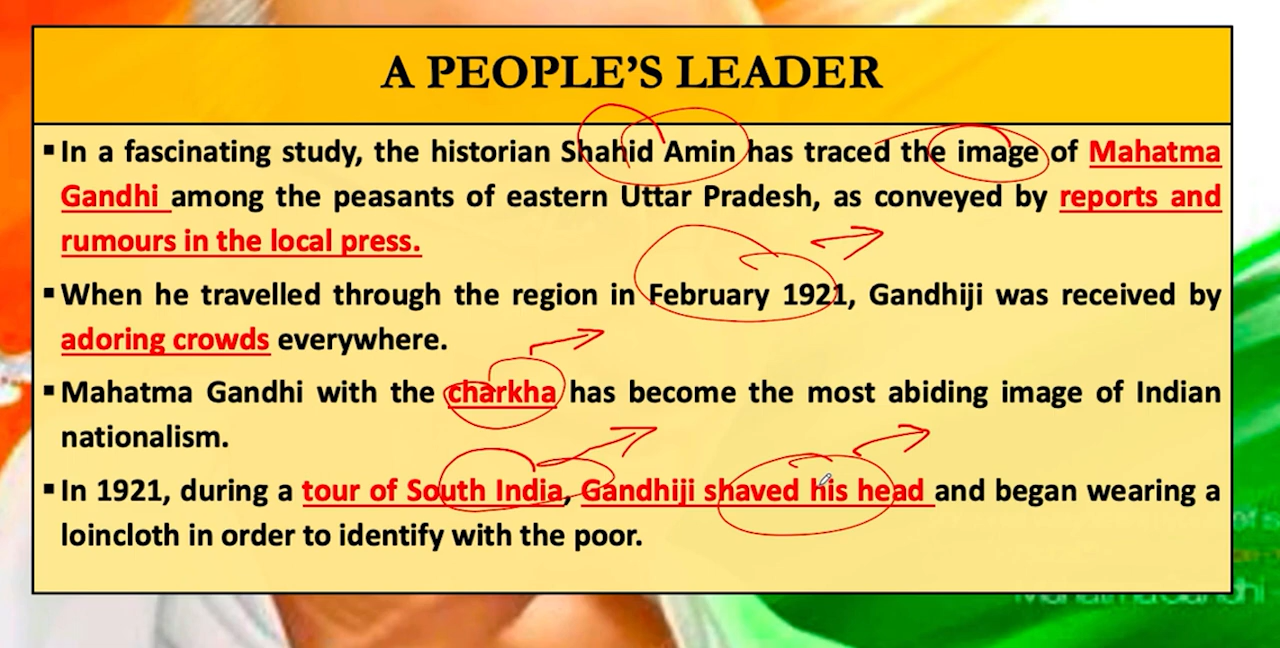 A PEOPLE’S LEADER
▪ In a fascinating study, the historian Shahid Amin has traced the image of Mahatma
Gandhi among the peasants of eastern Uttar Pradesh, as conveyed by reports and
rumours in the local press.
▪ When he travelled through the region in February 1921, Gandhiji was received by
adoring crowds everywhere.
▪ Mahatma Gandhi with the charkha has become the most abiding image of Indian
nationalism.
▪ In 1921, during a tour of South India, Gandhiji shaved his head and began wearing a
loincloth in order to identify with the poor.
Mahatma Gandhi